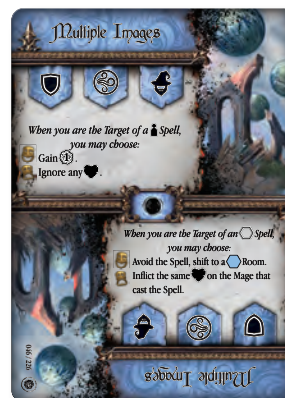 Multiple Images
When you are the Target of a Spell,
you may choose:
Gain 1.
Ignore any.
When you are the Target of an Spell,
you may choose:
Avoid the Spell, shift to a Room.
Inflict the same on the Mage that
cast the Spell.
Multiple Images